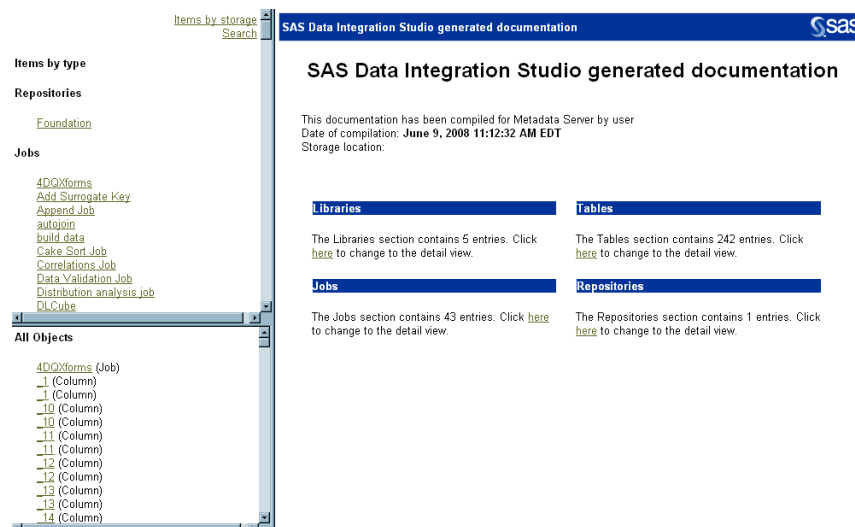 Items by storage
Search
Items by type
Repositories
Foundation
Jobs
4DQXforms
Add Surrogate Key
Append Job
autojoin
build data
Cake Sort Job
Correlations Job
Data Validation Job
Distribution analysis job
DLCube
All Objects
4DQXforms (Job)
_1 (Column)
_1 (Column)
_10 (Column)
_10 (Column)
_11 (Column)
_11 (Column)
_12 (Column)
_12 (Column)
_13 (Column)
_13 (Column)
_14 (Column)
SAS Data Integration Studio generated documentation
sas
SAS Data Integration Studio generated documentation
This documentation has been compiled for Metadata Server by user
Date of compilation: June 9, 2008 11:12:32 AM EDT
Storage location:
Libraries
The Libraries section contains 5 entries. Click
here to change to the detail view.
Tables
The Tables section contains 242 entries. Click
here to change to the detail view.
Jobs
The Jobs section contains 43 entries. Click here
to change to the detail view.
Repositories
The Repositories section contains 1 entries. Click
here to change to the detail view.